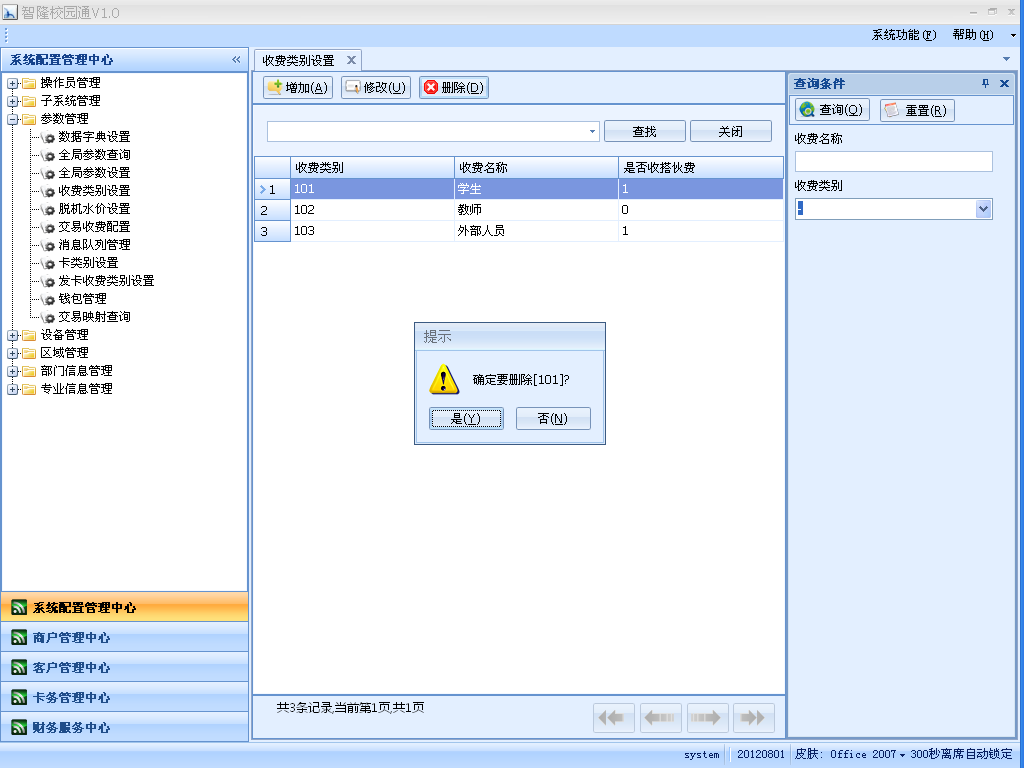 智隆校园通V1.0
系统功能(F) 帮助(H)
系统配置管理中心
操作员管理
子系统管理
参数管理
数据字典设置
全局参数查询
全局参数设置
收费类别设置
脱机水价设置
交易收费配置
消息队列管理
卡类别设置
发卡收费类别设置
钱包管理
交易映射查询
设备管理
区域管理
部门信息管理
专业信息管理
系统配置管理中心
商户管理中心
客户管理中心
卡务管理中心
财务服务中心
收费类别设置
增加(A) 修改(U) 删除(D)
查找 关闭
收费类别 收费名称 是否收搭伙费
1 101 学生 1
2 102 教师 0
3 103 外部人员 1
提示
确定要删除[101]?
是(Y) 否(N)
共3条记录,当前第1页,共1页
查询条件
查询(Q) 重置(R)
收费名称
收费类别
-
system 20120801 皮肤: Office 2007 300秒离席自动锁定